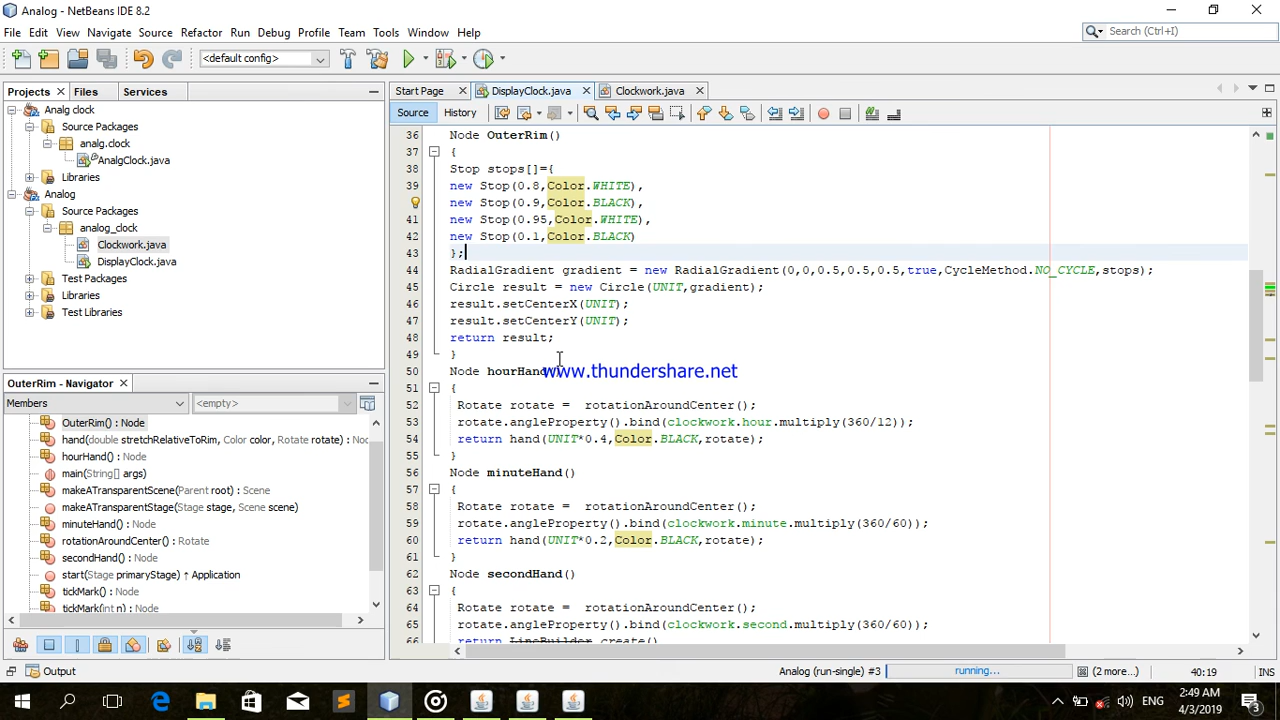 Analog - NetBeans IDE 8.2
File Edit View Navigate Source Refactor Run Debug Profile Team Tools Window Help
Search (Ctrl+I)
<default config>
Projects Files Services
Start Page DisplayClock.java Clockwork.java
Source History
Analg clock
Source Packages
analg.clock
AnalgClock.java
Libraries
Analog
Source Packages
analog_clock
Clockwork.java
DisplayClock.java
Test Packages
Libraries
Test Libraries
OuterRim - Navigator
Members <empty>
OuterRim() : Node
hand(double stretchRelativeToRim, Color color, Rotate rotate) : Node
hourHand() : Node
main(String[] args)
makeATransparentScene(Parent root) : Scene
makeATransparentStage(Stage stage, Scene scene)
minuteHand() : Node
rotationAroundCenter() : Rotate
secondHand() : Node
start(Stage primaryStage) ↑ Application
tickMark() : Node
tickMark(int n) : Node
36 Node OuterRim()
37 {
38 Stop stops[]={
39 new Stop(0.8,Color.WHITE),
new Stop(0.9,Color.BLACK),
41 new Stop(0.95,Color.WHITE),
42 new Stop(0.1,Color.BLACK)
43 };
44 RadialGradient gradient = new RadialGradient(0,0,0.5,0.5,0.5,true,CycleMethod.NO_CYCLE,stops);
45 Circle result = new Circle(UNIT,gradient);
46 result.setCenterX(UNIT);
47 result.setCenterY(UNIT);
48 return result;
49 }
50 Node hourHand()
www.thundershare.net
51 {
52 Rotate rotate = rotationAroundCenter();
53 rotate.angleProperty().bind(clockwork.hour.multiply(360/12));
54 return hand(UNIT*0.4,Color.BLACK,rotate);
55 }
56 Node minuteHand()
57 {
58 Rotate rotate = rotationAroundCenter();
59 rotate.angleProperty().bind(clockwork.minute.multiply(360/60));
60 return hand(UNIT*0.2,Color.BLACK,rotate);
61 }
62 Node secondHand()
63 {
64 Rotate rotate = rotationAroundCenter();
65 rotate.angleProperty().bind(clockwork.second.multiply(360/60));
66 return LineBuilder.create()
Output
Analog (run-single) #3 running... (2 more...) 40:19 INS
ENG
2:49 AM
4/3/2019
3